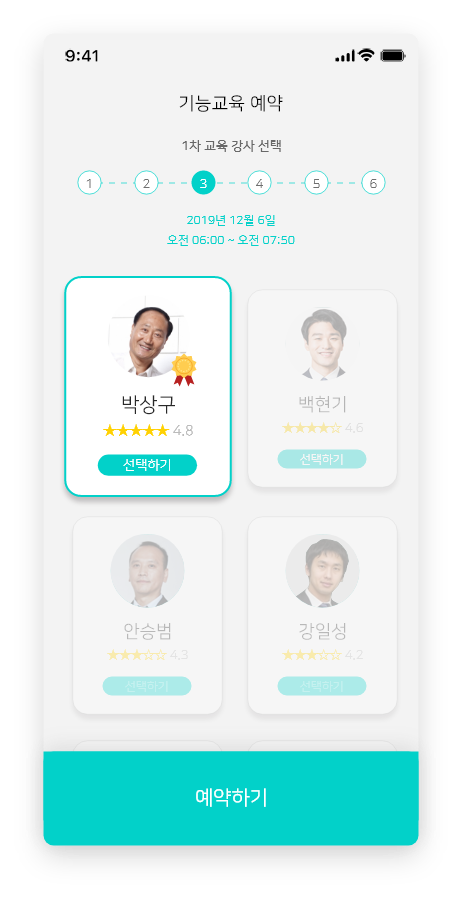 9:41
기능교육 예약
1차 교육 강사 선택
1 2 3 4 5 6
2019년 12월 6일
오전 06:00 ~ 오전 07:50
박상구
★★★★★ 4.8
선택하기
백현기
★★★★☆ 4.6
선택하기
안승범
★★★☆☆ 4.3
선택하기
강일성
★★★☆☆ 4.2
선택하기
예약하기